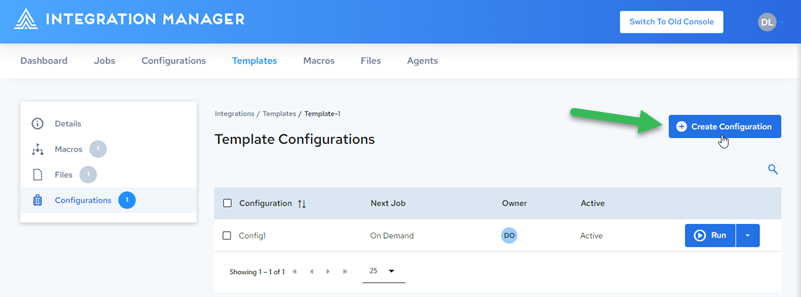 INTEGRATION MANAGER
Switch To Old Console
DL
Dashboard Jobs Configurations Templates Macros Files Agents
Details
Macros 1
Files 1
Configurations 1
Integrations / Templates / Template-1
Template Configurations
Create Configuration
Configuration Next Job Owner Active
Config1 On Demand DO Active Run
Showing 1 – 1 of 1 25